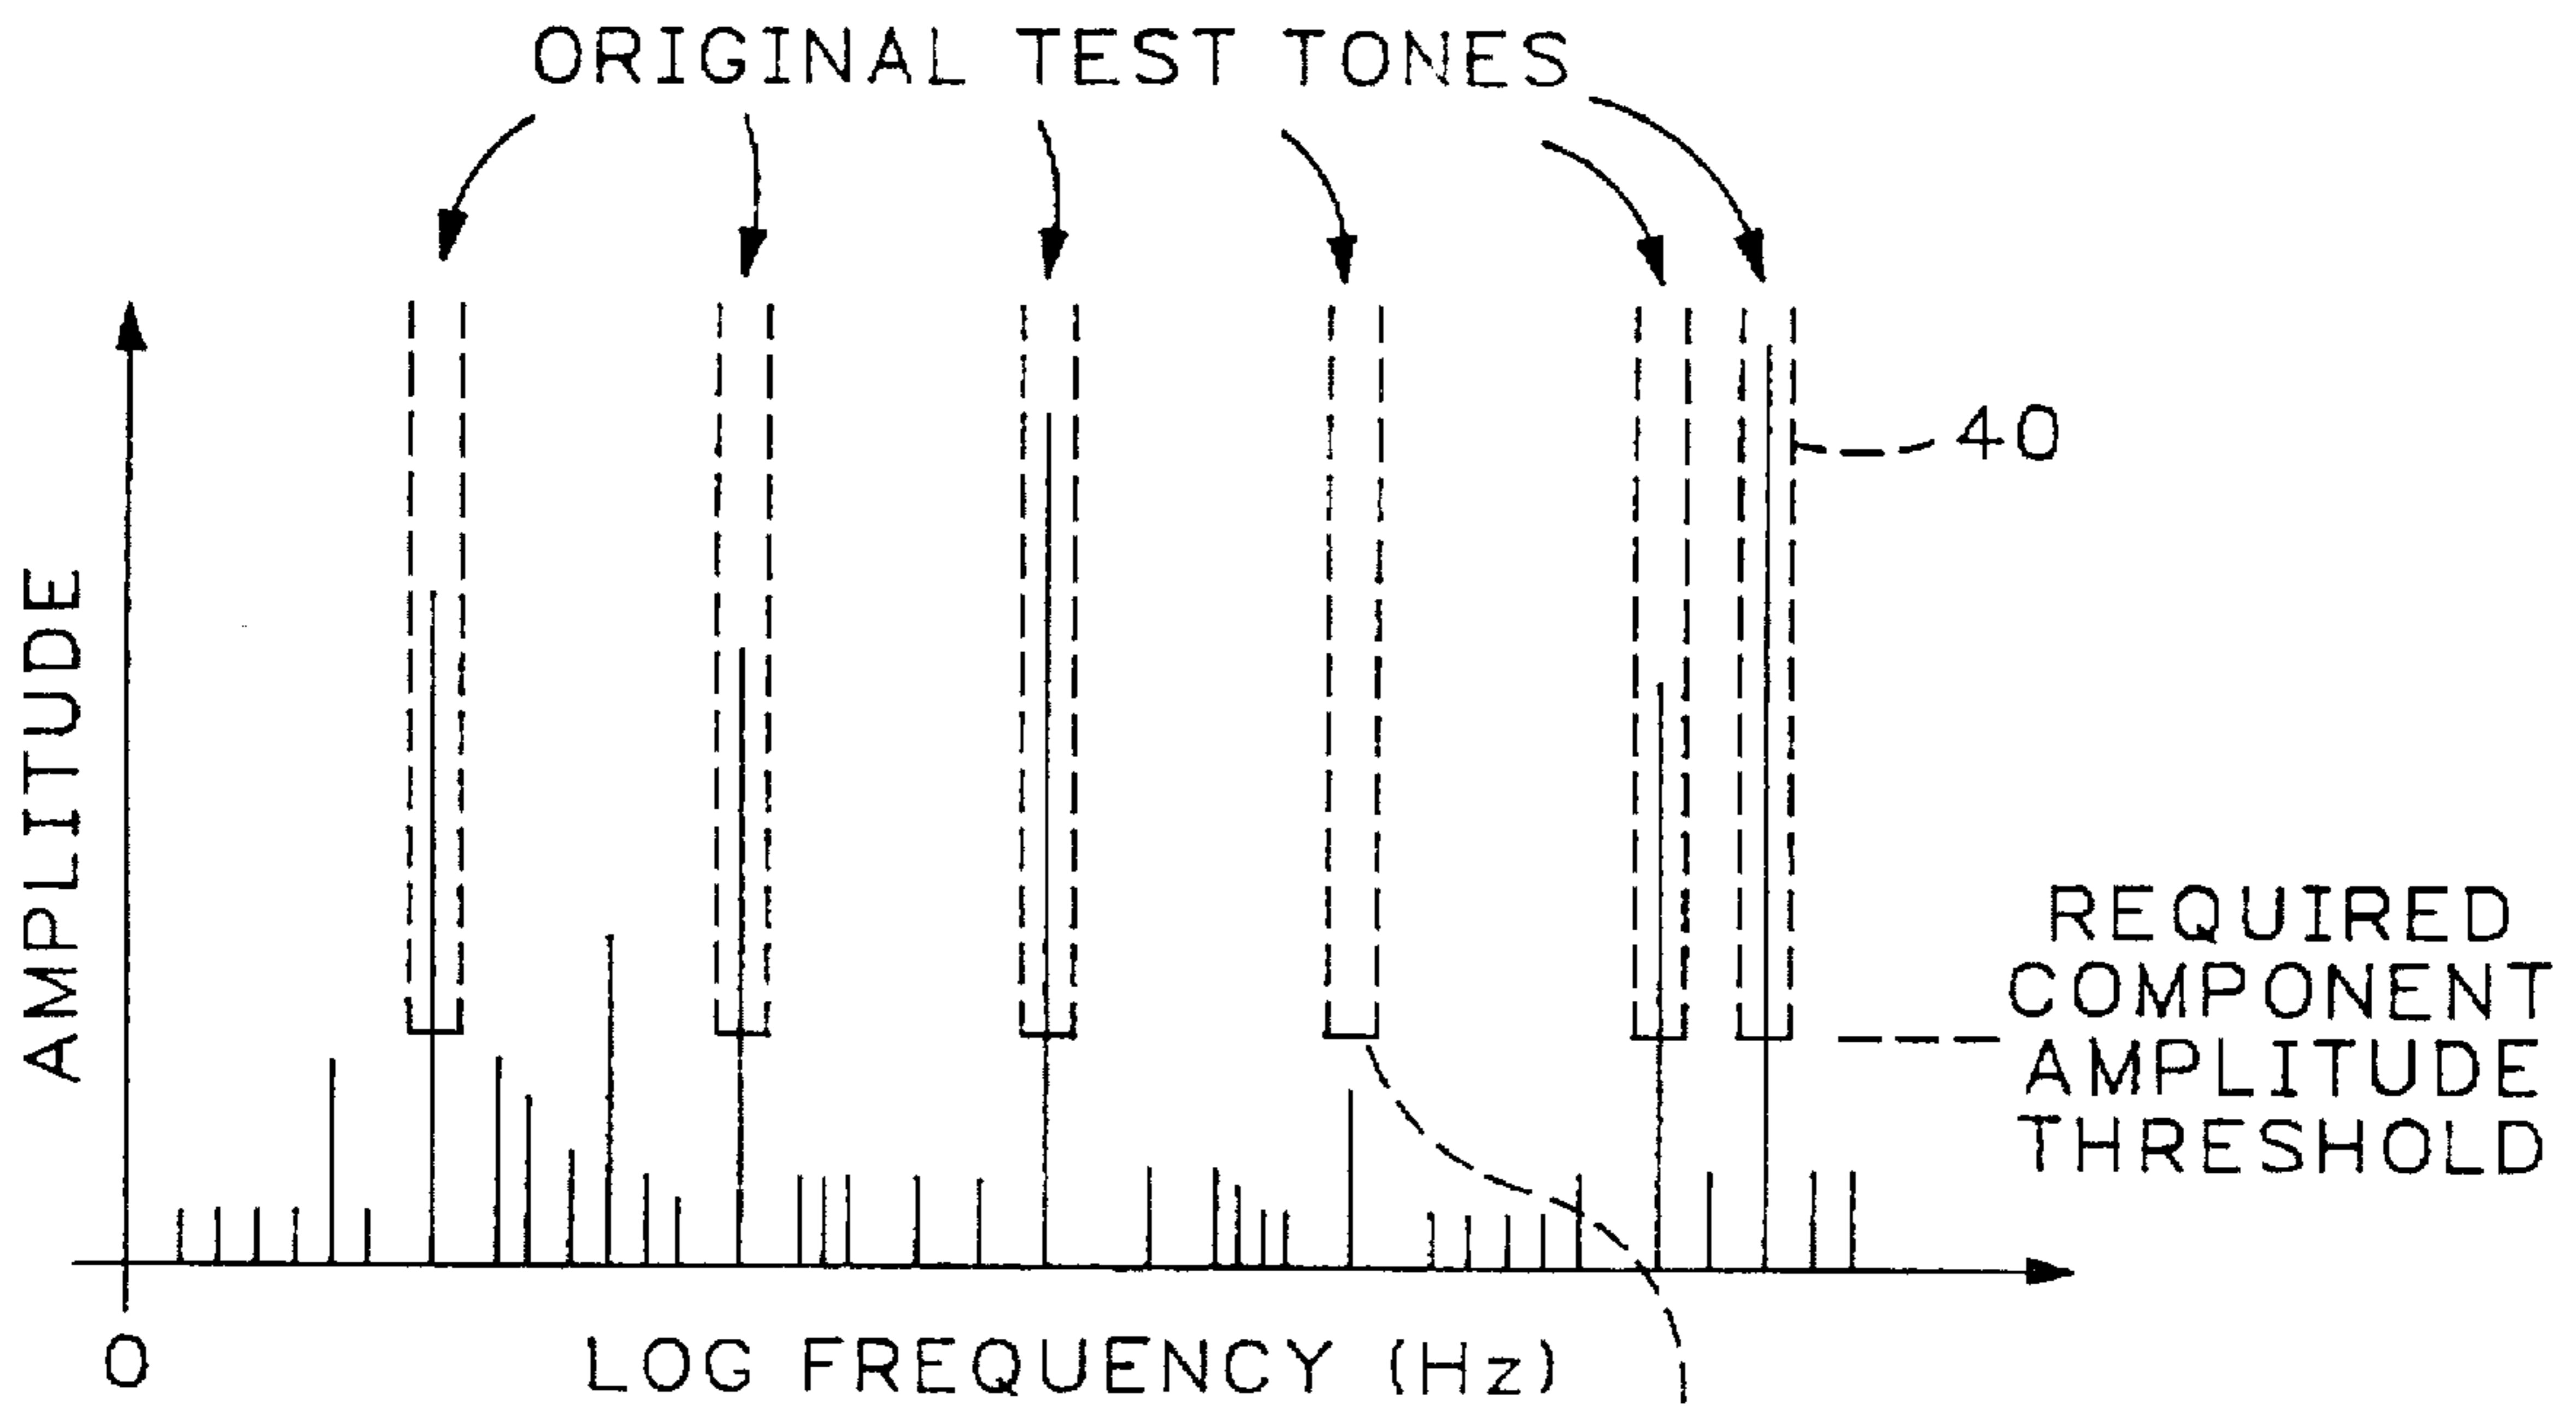 ORIGINAL TEST TONES
40
AMPLITUDE
REQUIRED
COMPONENT
AMPLITUDE
THRESHOLD
0
LOG FREQUENCY (Hz)